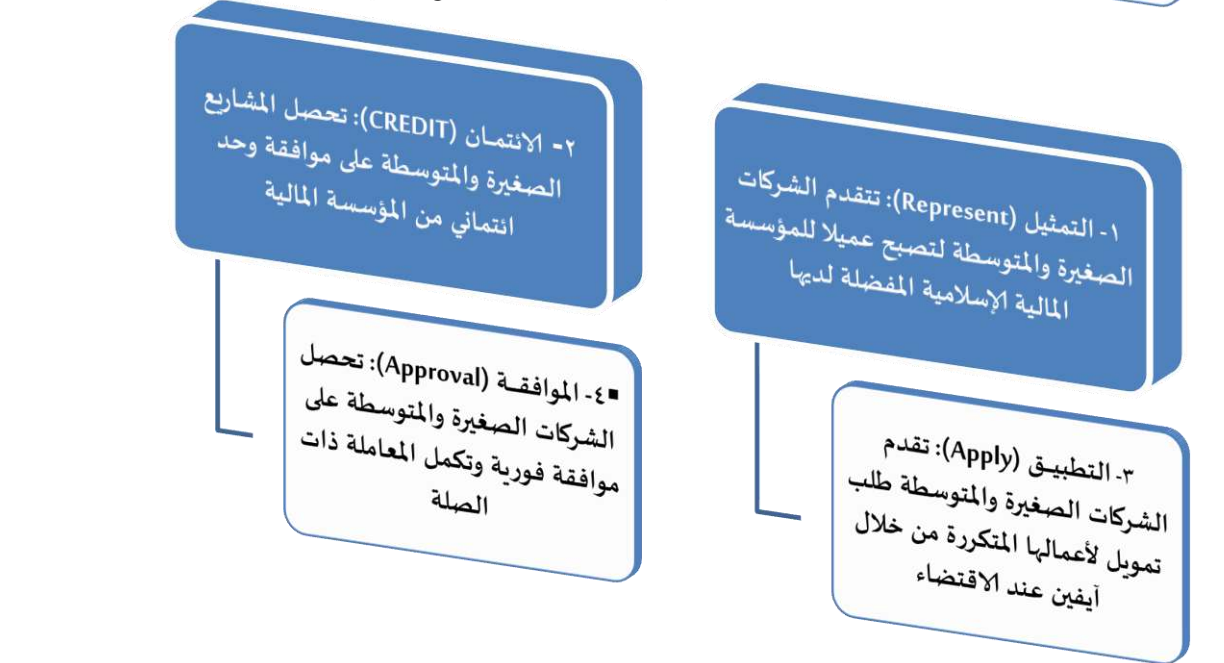 ١- التمثيل (Represent): تتقدم الشركات
الصغيرة والمتوسطة لتصبح عميلا للمؤسسة
المالية الإسلامية المفضلة لديها
٢- الائتمان (CREDIT): تحصل المشاريع
الصغيرة والمتوسطة على موافقة وحد
ائتماني من المؤسسة المالية
٣- التطبيق (Apply): تقدم
الشركات الصغيرة والمتوسطة طلب
تمويل لأعمالها المتكررة من خلال
آيفين عند الاقتضاء
▪٤- الموافقة (Approval): تحصل
الشركات الصغيرة والمتوسطة على
موافقة فورية وتكمل المعاملة ذات
الصلة